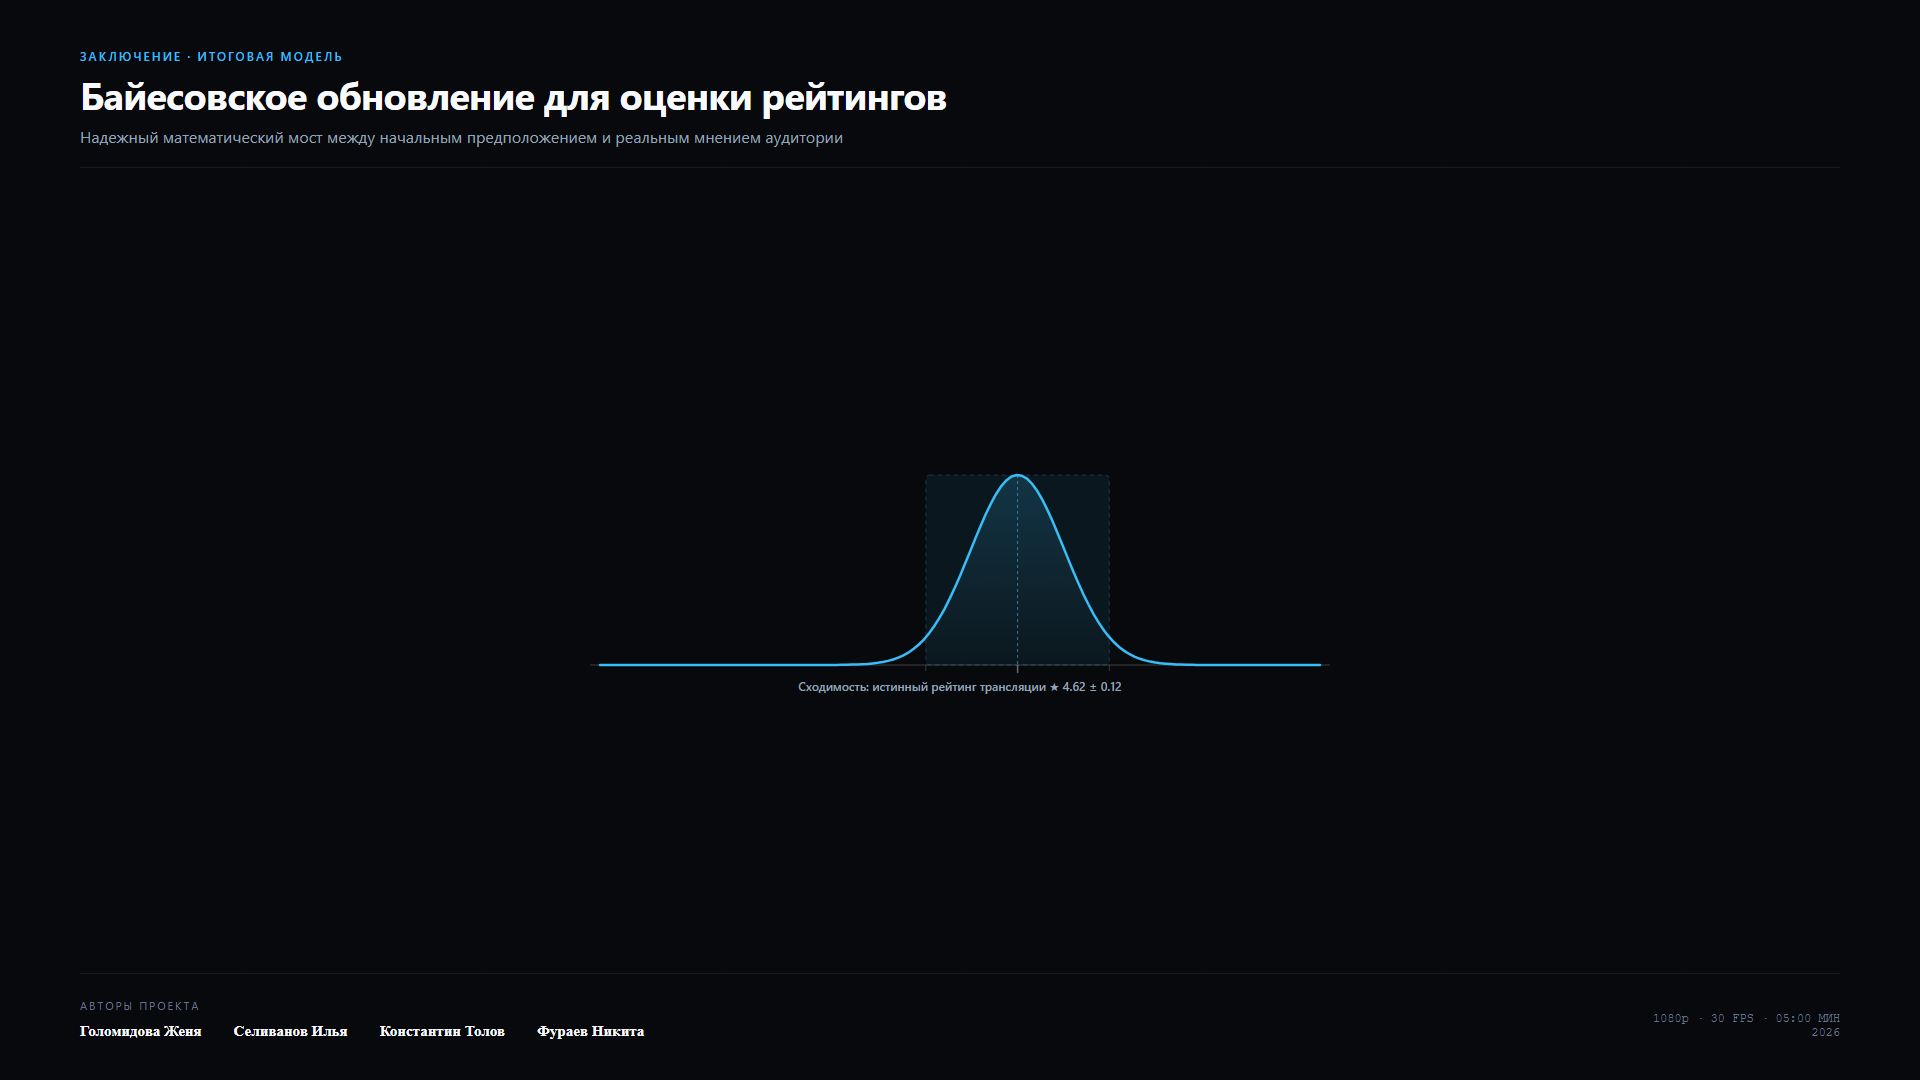 ЗАКЛЮЧЕНИЕ · ИТОГОВАЯ МОДЕЛЬ
Байесовское обновление для оценки рейтингов
Надежный математический мост между начальным предположением и реальным мнением аудитории
Сходимость: истинный рейтинг трансляции ★ 4.62 ± 0.12
АВТОРЫ ПРОЕКТА
Голомидова Женя Селиванов Илья Константин Толов Фураев Никита
1080p · 30 FPS · 05:00 МИН
2026